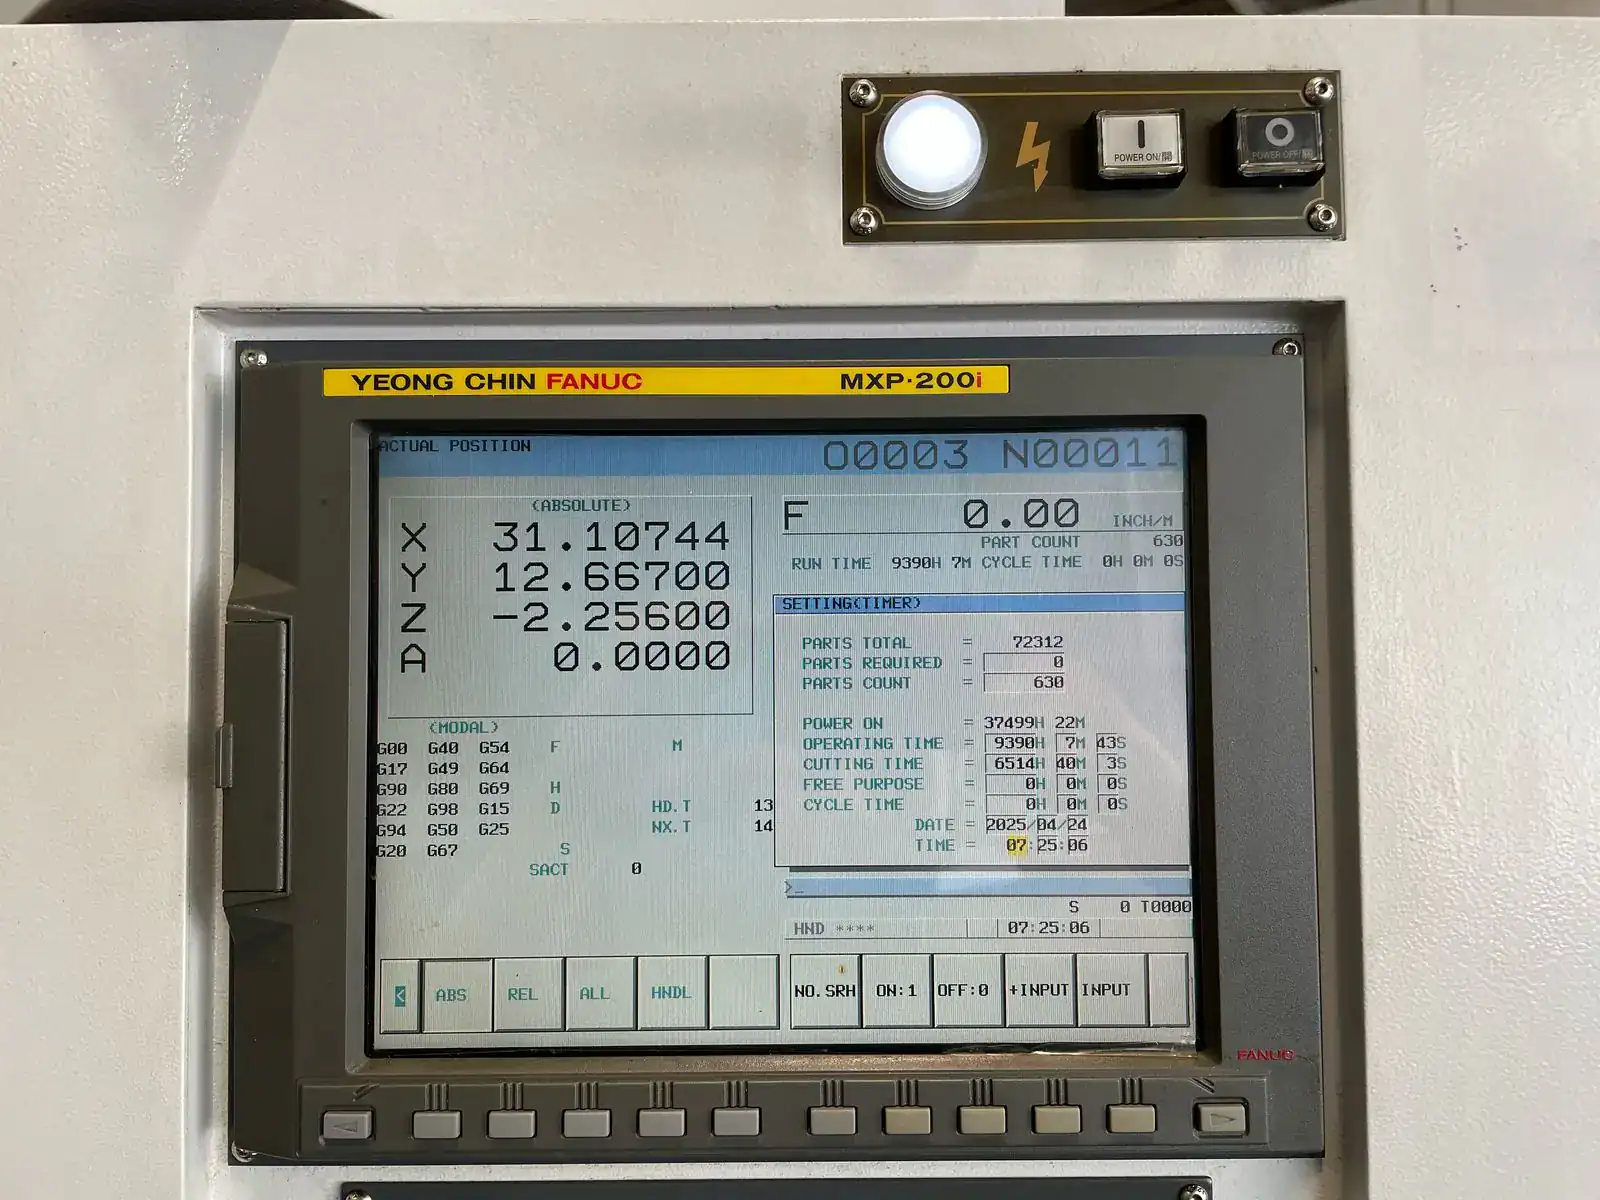 POWER ON/
POWER OFF/
YEONG CHIN FANUC MXP·200i
ACTUAL POSITION O0003 N00011
(ABSOLUTE)
X 31.10744
Y 12.66700
Z -2.25600
A 0.0000
F 0.00 INCH/M
PART COUNT 630
RUN TIME 9390H 7M CYCLE TIME 0H 0M 0S
SETTING(TIMER)
PARTS TOTAL = 72312
PARTS REQUIRED = 0
PARTS COUNT = 630
POWER ON = 37499H 22M
OPERATING TIME = 9390H 7M 43S
CUTTING TIME = 6514H 40M 3S
FREE PURPOSE = 0H 0M 0S
CYCLE TIME = 0H 0M 0S
DATE = 2025/04/24
TIME = 07:25:06
(MODAL)
G00 G40 G54 F M
G17 G49 G64
G90 G80 G69 H
G22 G98 G15 D HD.T 13
G94 G50 G25 NX.T 14
G20 G67 S
SACT 0
>_
S 0 T0000
HND **** 07:25:06
< ABS REL ALL HNDL
NO.SRH ON:1 OFF:0 +INPUT INPUT
FANUC